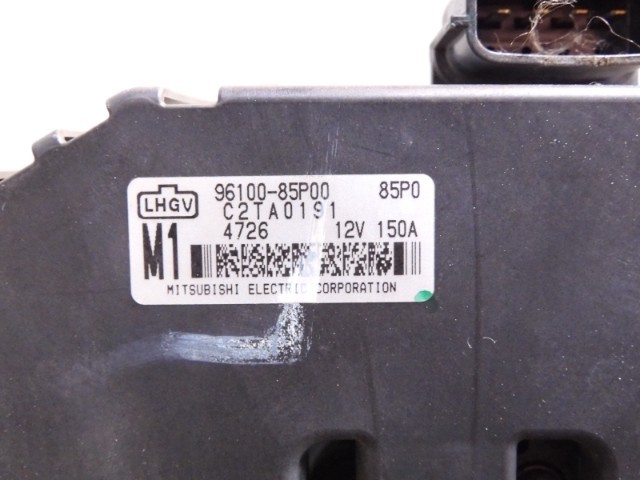 LHGV 96100-85P00 85P0
C2TA0191
M1 4726 12V 150A
MITSUBISHI ELECTRIC CORPORATION